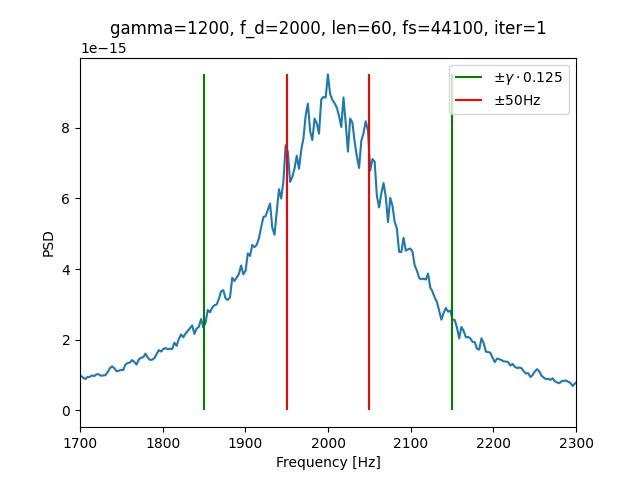 gamma=1200, f_d=2000, len=60, fs=44100, iter=1
1e−15
±γ · 0.125
±50Hz
8
6
4
2
0
PSD
1700 1800 1900 2000 2100 2200 2300
Frequency [Hz]